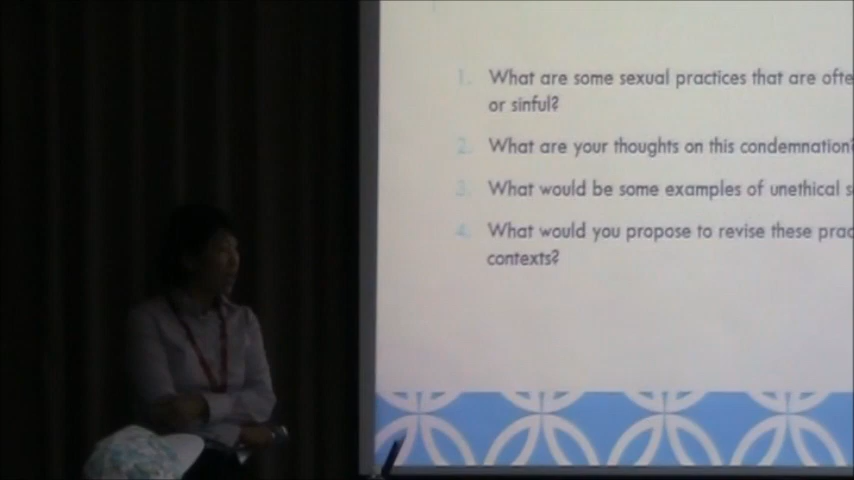 1. What are some sexual practices that are ofte
or sinful?
2. What are your thoughts on this condemnation?
3. What would be some examples of unethical s
4. What would you propose to revise these prac
contexts?